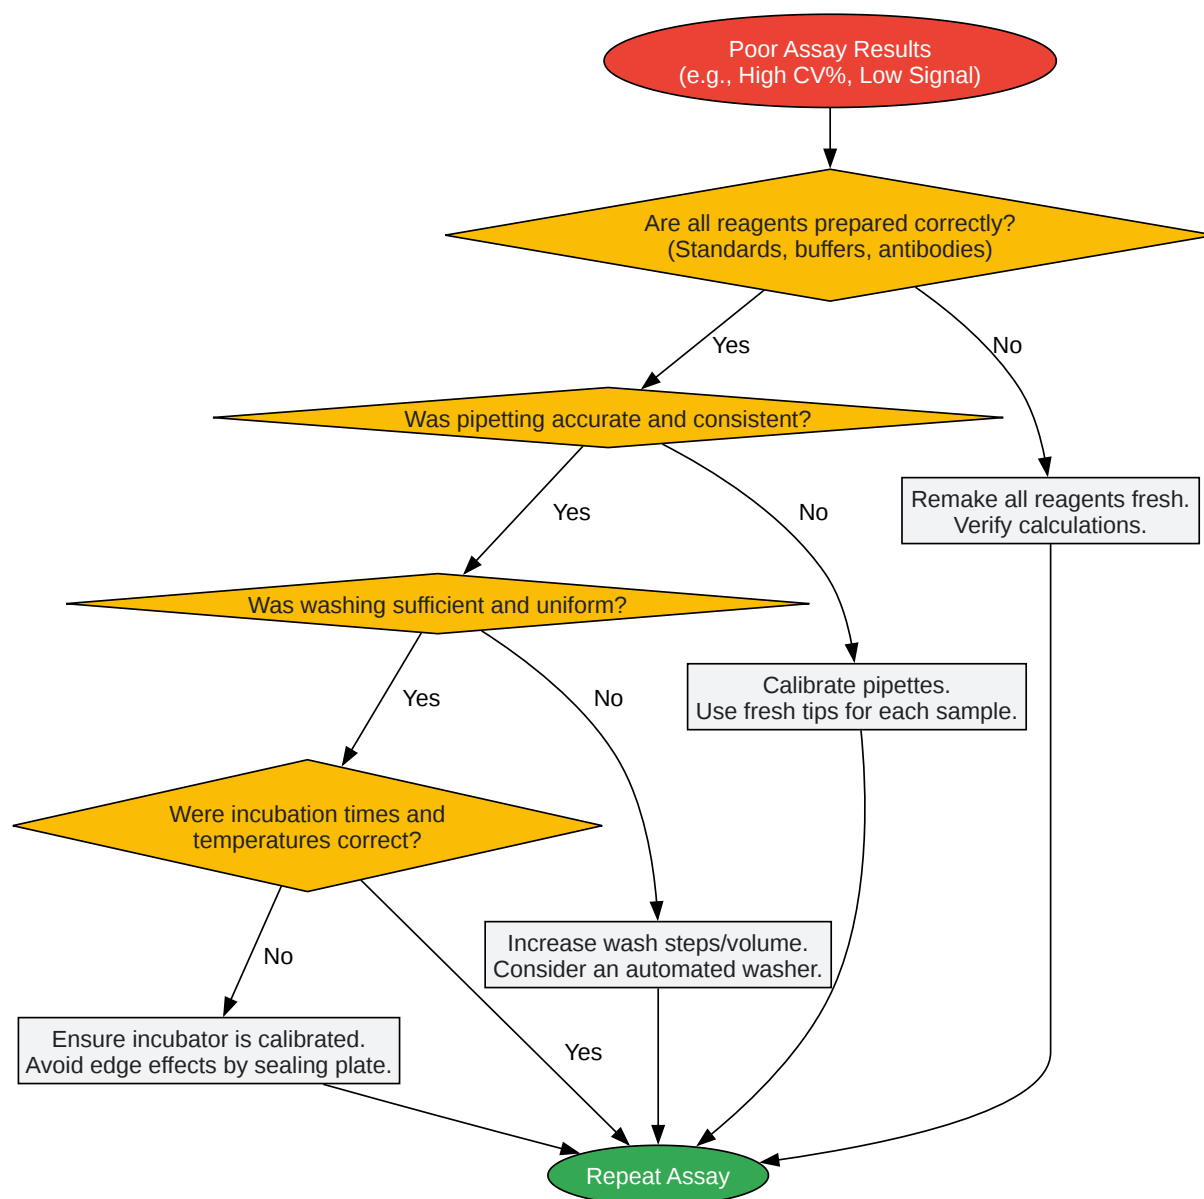 Poor Assay Results
(e.g., High CV%, Low Signal)
Are all reagents prepared correctly?
(Standards, buffers, antibodies)
Yes
No
Was pipetting accurate and consistent?
Remake all reagents fresh.
Verify calculations.
Yes
No
Was washing sufficient and uniform?
Calibrate pipettes.
Use fresh tips for each sample.
Yes
No
Were incubation times and
temperatures correct?
Increase wash steps/volume.
Consider an automated washer.
No
Ensure incubator is calibrated.
Avoid edge effects by sealing plate.
Yes
Repeat Assay